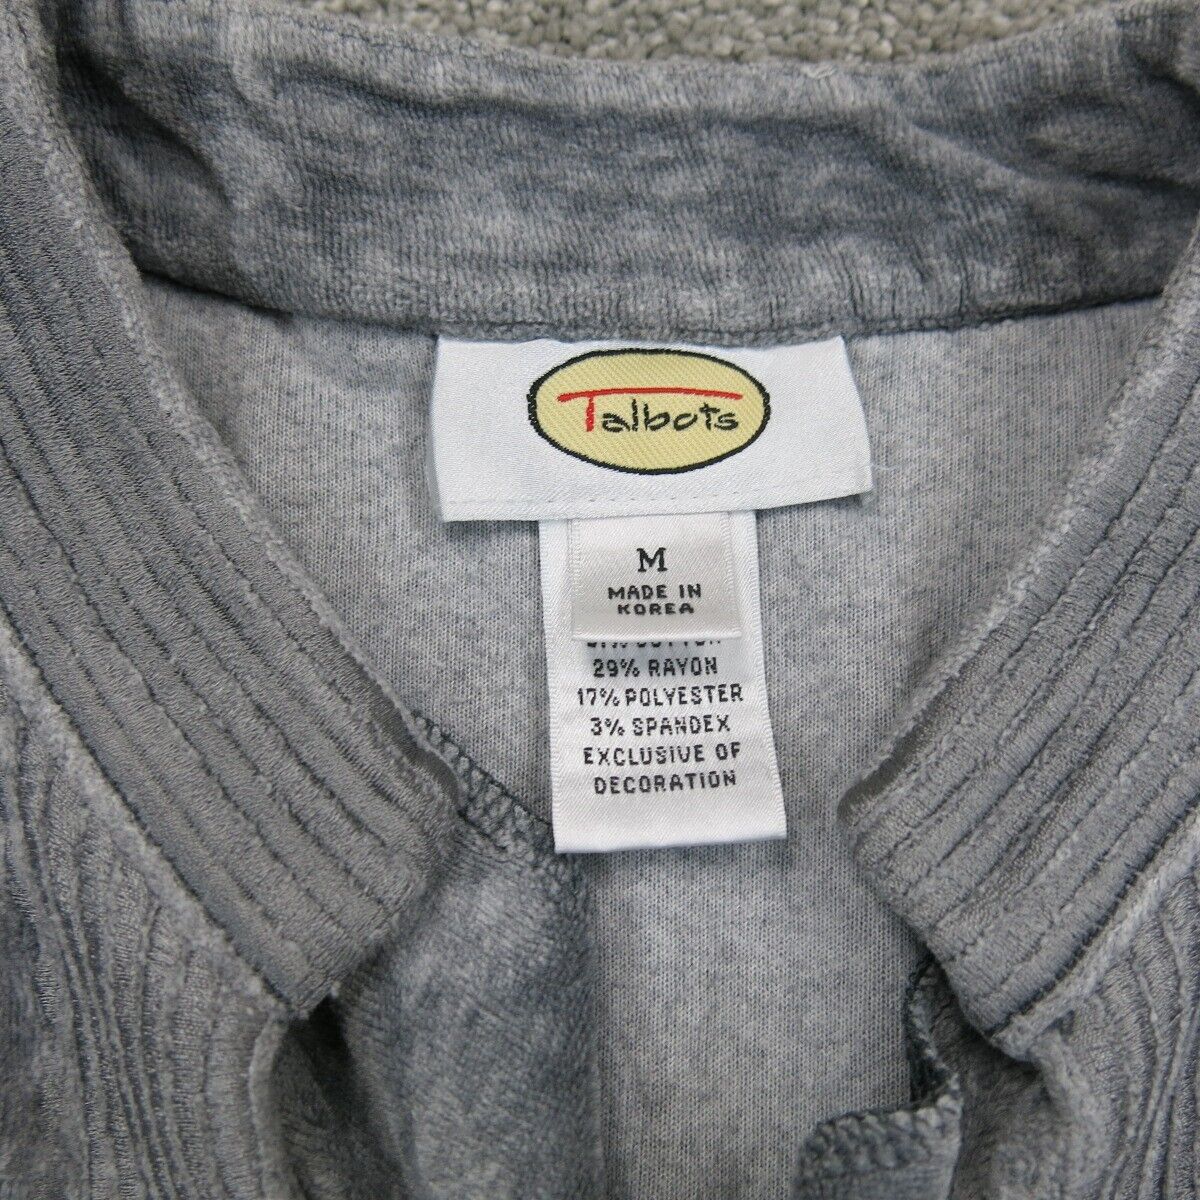 Talbots
M
MADE IN
KOREA
29% RAYON
17% POLYESTER
3% SPANDEX
EXCLUSIVE OF
DECORATION